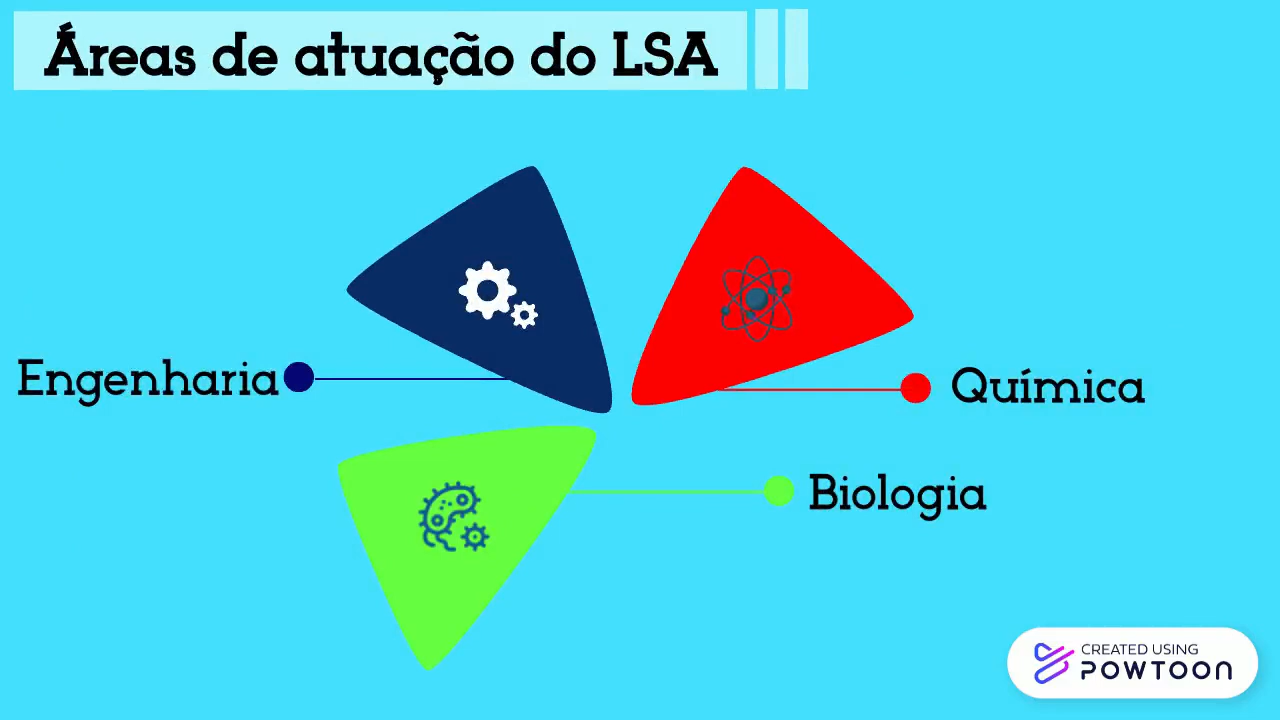 Áreas de atuação do LSA
Engenharia
Química
Biologia
CREATED USING
POWTOON